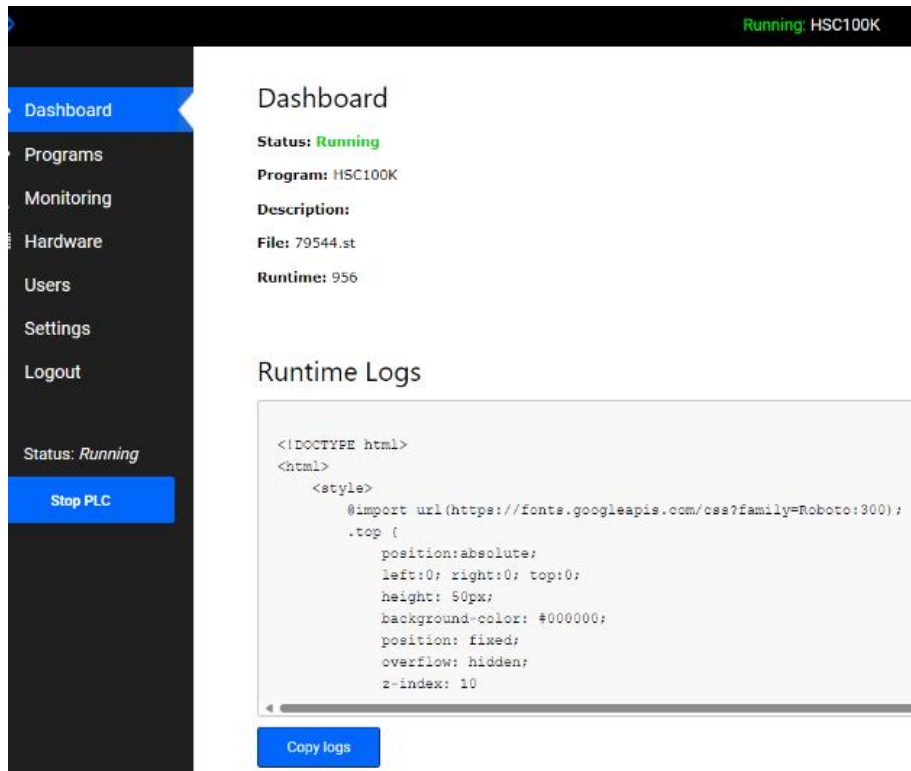 Running: HSC100K
Dashboard
Programs
Monitoring
Hardware
Users
Settings
Logout
Status: Running
Stop PLC
Dashboard
Status: Running
Program: HSC100K
Description:
File: 79544.st
Runtime: 956
Runtime Logs
<!DOCTYPE html>
<html>
<style>
@import url(https://fonts.googleapis.com/css?family=Roboto:300);
.top {
position:absolute;
left:0; right:0; top:0;
height: 50px;
background-color: #000000;
position: fixed;
overflow: hidden;
z-index: 10
Copy logs